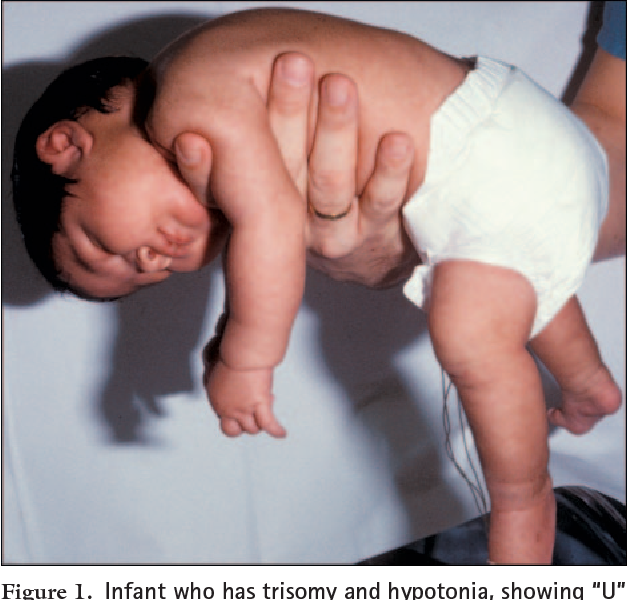 Figure 1. Infant who has trisomy and hypotonia, showing “U”